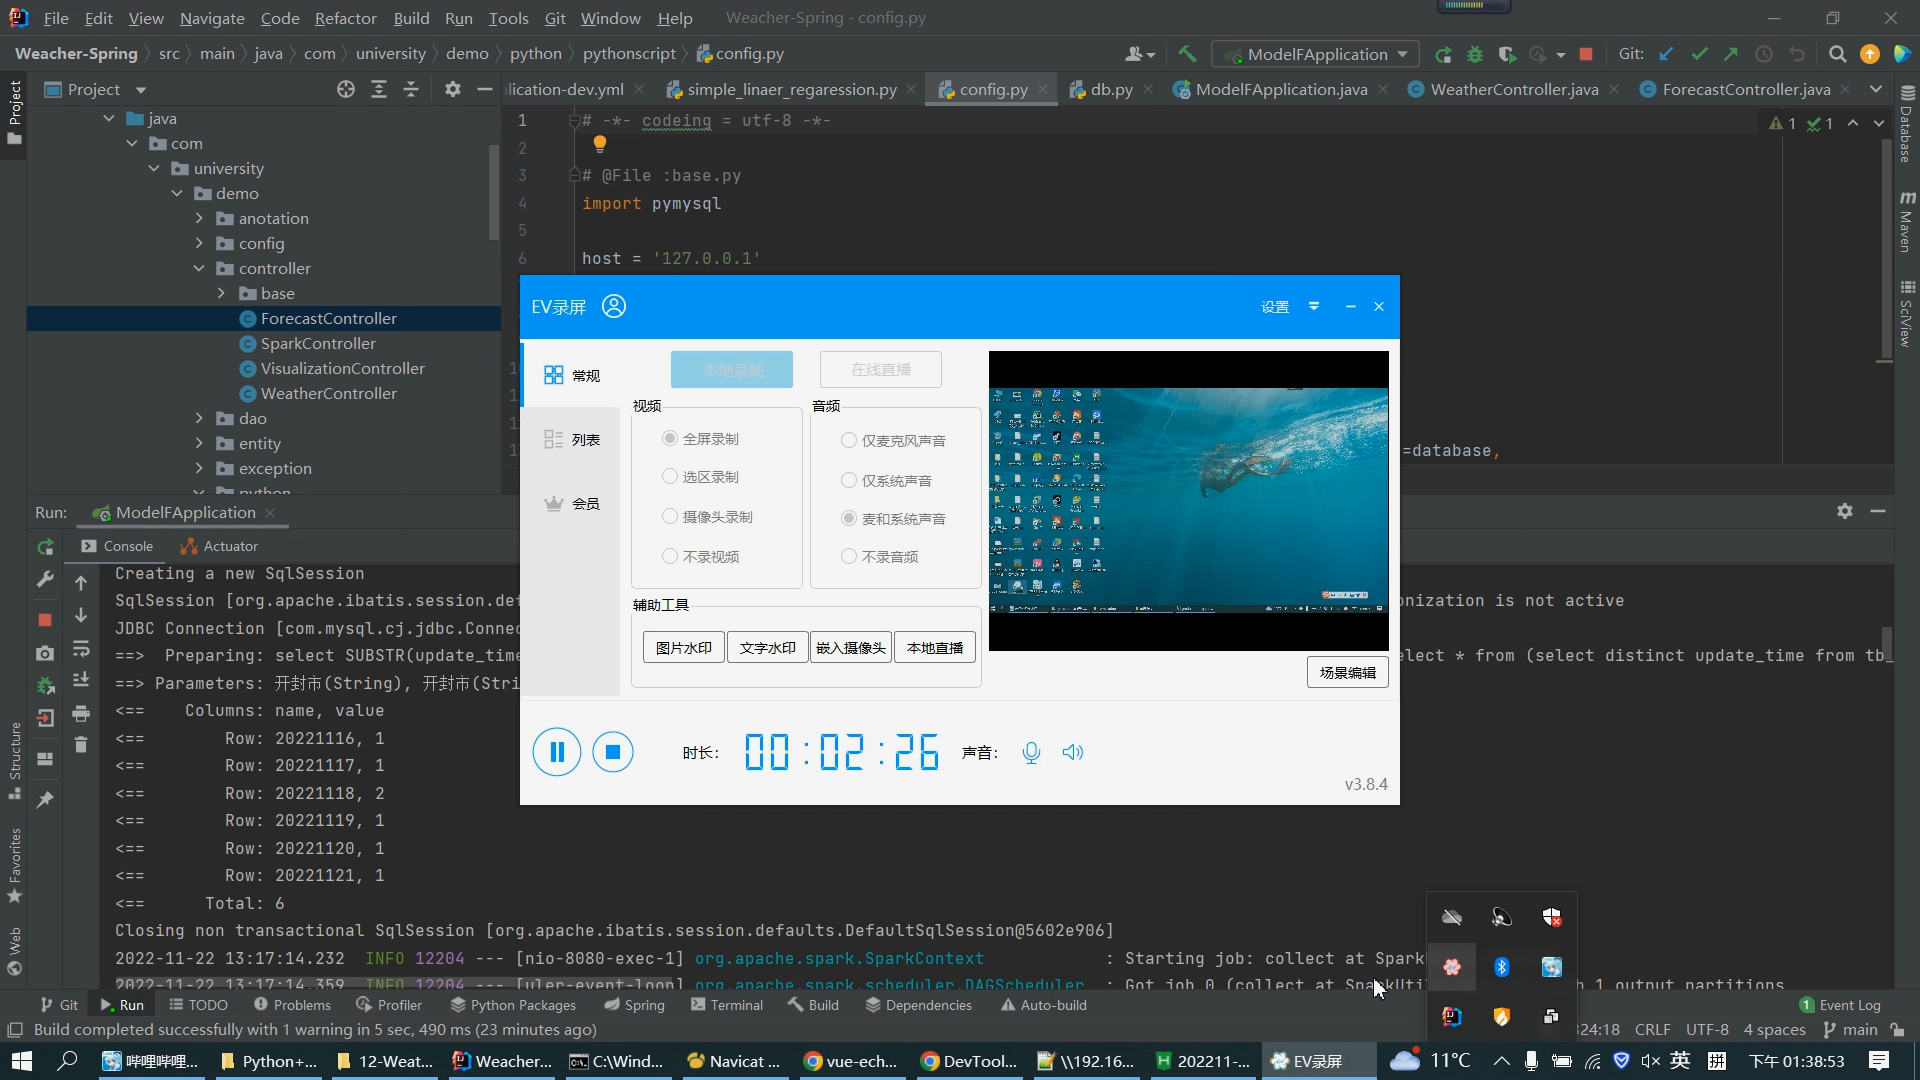 File Edit View Navigate Code Refactor Build Run Tools Git Window Help Weacher-Spring - config.py
Weacher-Spring src main java com university demo python pythonscript config.py ModelFApplication Git:
Project lication-dev.yml simple_linaer_regaression.py config.py db.py ModelFApplication.java WeatherController.java ForecastController.java
Project
Database
Maven
SciView
Structure
Favorites
Web
java
com
university
demo
anotation
config
controller
base
ForecastController
SparkController
VisualizationController
WeatherController
dao
entity
exception
python
1 # -*- codeing = utf-8 -*-
1 1
2
3 # @File :base.py
4 import pymysql
5
6 host = '127.0.0.1'
=database,
EV录屏 设置
常规
列表
会员
本地录制 在线直播
视频
全屏录制
选区录制
摄像头录制
不录视频
音频
仅麦克风声音
仅系统声音
麦和系统声音
不录音频
辅助工具
图片水印 文字水印 嵌入摄像头 本地直播
场景编辑
时长: 00:02:26 声音:
v3.8.4
Run: ModelFApplication
Console Actuator
Creating a new SqlSession
SqlSession [org.apache.ibatis.session.def onization is not active
JDBC Connection [com.mysql.cj.jdbc.Connec
==> Preparing: select SUBSTR(update_time elect * from (select distinct update_time from tb_
==> Parameters: 开封市(String), 开封市(Stri
<== Columns: name, value
<== Row: 20221116, 1
<== Row: 20221117, 1
<== Row: 20221118, 2
<== Row: 20221119, 1
<== Row: 20221120, 1
<== Row: 20221121, 1
<== Total: 6
Closing non transactional SqlSession [org.apache.ibatis.session.defaults.DefaultSqlSession@5602e906]
2022-11-22 13:17:14.232 INFO 12204 --- [nio-8080-exec-1] org.apache.spark.SparkContext : Starting job: collect at Spark
2022-11-22 13:17:14.359 INFO 12204 --- [uler-event-loop] org.apache.spark.scheduler.DAGScheduler : Got job 0 (collect at SparkUti h 1 output partitions
Git Run TODO Problems Profiler Python Packages Spring Terminal Build Dependencies Auto-build 1 Event Log
Build completed successfully with 1 warning in 5 sec, 490 ms (23 minutes ago) 324:18 CRLF UTF-8 4 spaces main
哔哩哔哩... Python+... 12-Weat... Weacher... C:\Wind... Navicat ... vue-ech... DevTool... \\192.16... 202211-... EV录屏 11°C 英 拼 下午 01:38:53